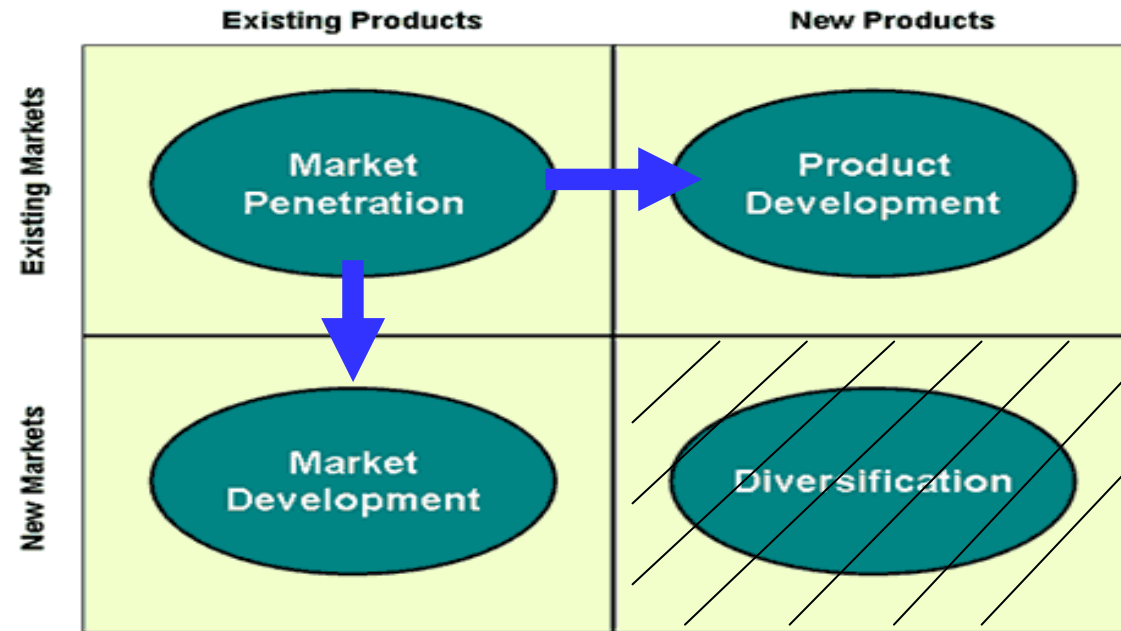 Existing Products
New Products
Existing Markets
Market
Penetration
Product
Development
New Markets
Market
Development
Diversification